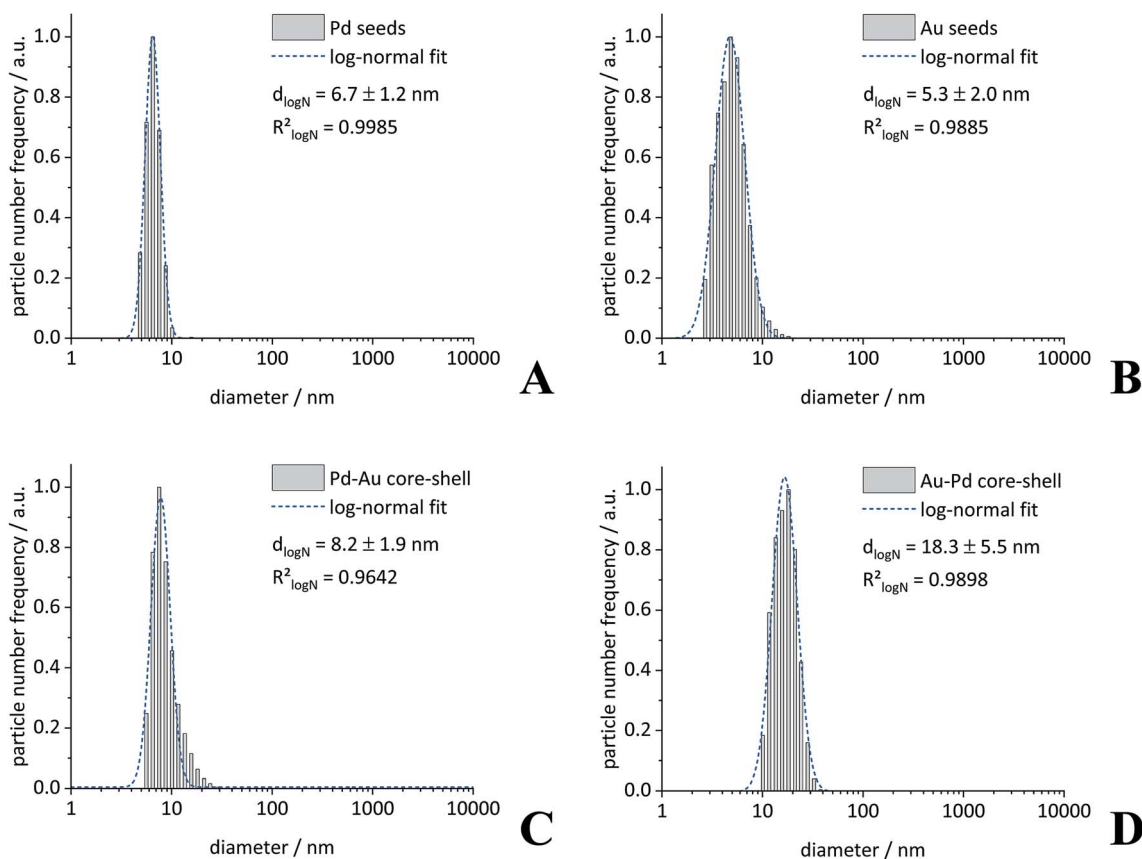 Pd seeds
log-normal fit
d_logN = 6.7 ± 1.2 nm
R²_logN = 0.9985
particle number frequency / a.u.
1.0
0.8
0.6
0.4
0.2
0.0
1 10 100 1000 10000
diameter / nm
A
Au seeds
log-normal fit
d_logN = 5.3 ± 2.0 nm
R²_logN = 0.9885
particle number frequency / a.u.
1.0
0.8
0.6
0.4
0.2
0.0
1 10 100 1000 10000
diameter / nm
B
Pd-Au core-shell
log-normal fit
d_logN = 8.2 ± 1.9 nm
R²_logN = 0.9642
particle number frequency / a.u.
1.0
0.8
0.6
0.4
0.2
0.0
1 10 100 1000 10000
diameter / nm
C
Au-Pd core-shell
log-normal fit
d_logN = 18.3 ± 5.5 nm
R²_logN = 0.9898
particle number frequency / a.u.
1.0
0.8
0.6
0.4
0.2
0.0
1 10 100 1000 10000
diameter / nm
D